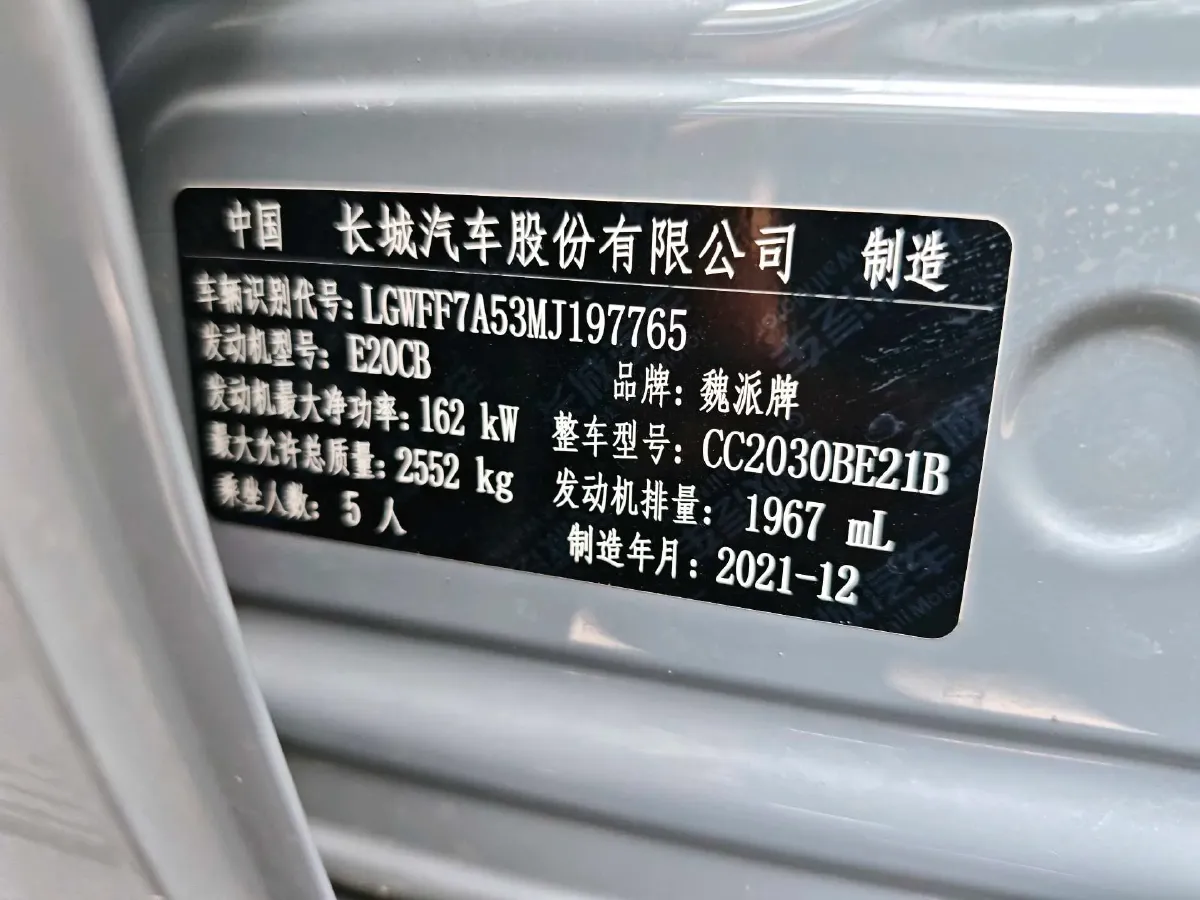 中国 长城汽车股份有限公司 制造
车辆识别代号：LGWFF7A53MJ197765
发动机型号：E20CB 品牌：魏派牌
发动机最大净功率：162 kW 整车型号：CC2030BE21B
最大允许总质量：2552 kg 发动机排量：1967 mL
乘坐人数：5 人 制造年月：2021-12